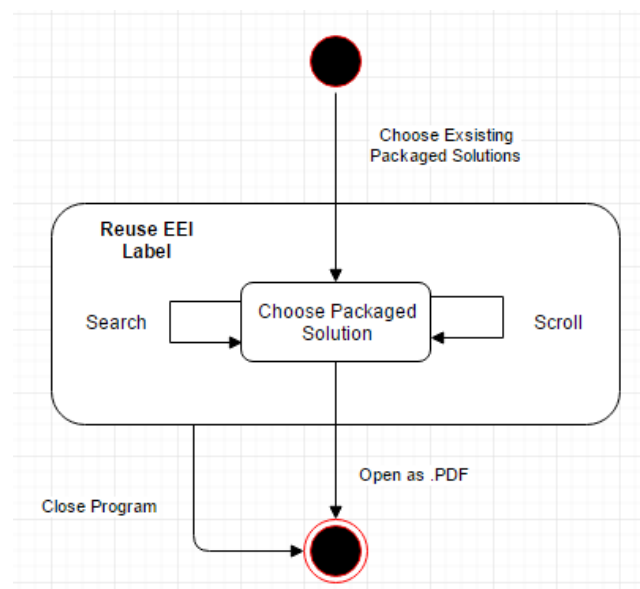 Choose Exsisting
Packaged Solutions
Reuse EEI
Label
Search
Choose Packaged
Solution
Scroll
Open as .PDF
Close Program